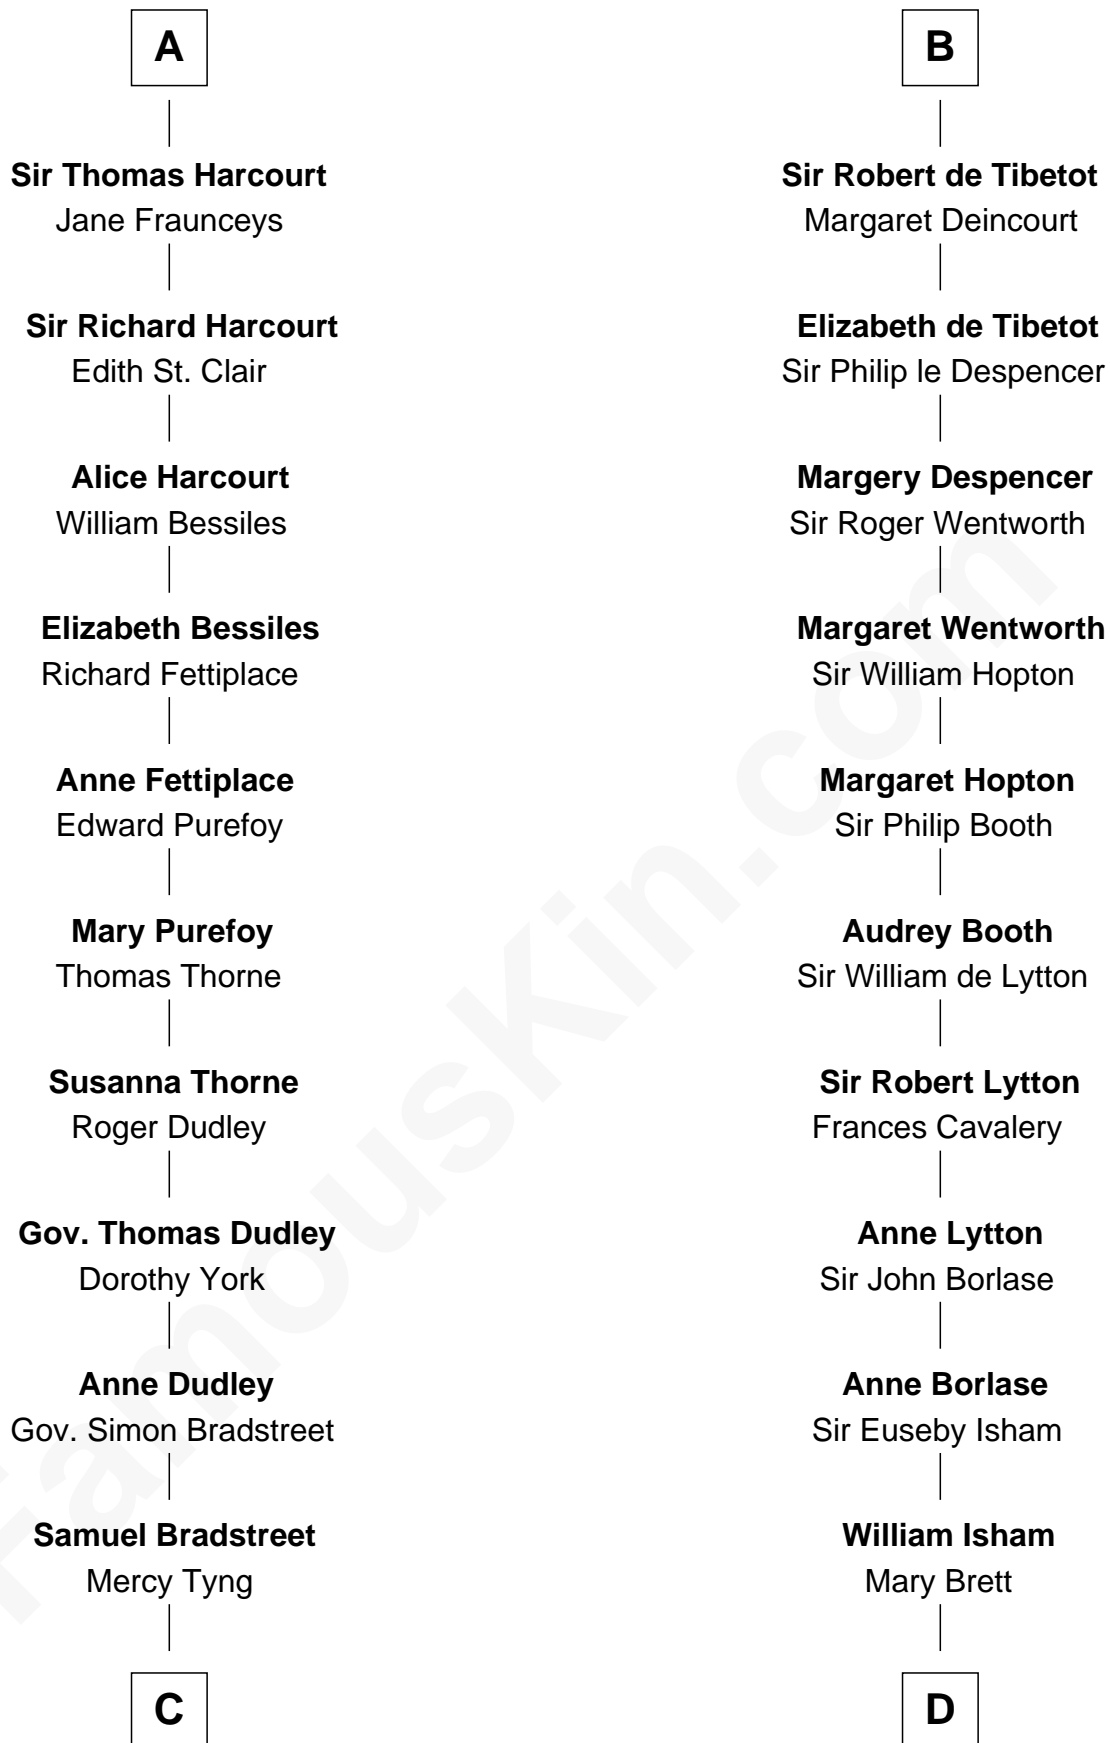 A
Sir Thomas Harcourt
Jane Fraunceys
Sir Richard Harcourt
Edith St. Clair
Alice Harcourt
William Bessiles
Elizabeth Bessiles
Richard Fettiplace
Anne Fettiplace
Edward Purefoy
Mary Purefoy
Thomas Thorne
Susanna Thorne
Roger Dudley
Gov. Thomas Dudley
Dorothy York
Anne Dudley
Gov. Simon Bradstreet
Samuel Bradstreet
Mercy Tyng
C
B
Sir Robert de Tibetot
Margaret Deincourt
Elizabeth de Tibetot
Sir Philip le Despencer
Margery Despencer
Sir Roger Wentworth
Margaret Wentworth
Sir William Hopton
Margaret Hopton
Sir Philip Booth
Audrey Booth
Sir William de Lytton
Sir Robert Lytton
Frances Cavalery
Anne Lytton
Sir John Borlase
Anne Borlase
Sir Euseby Isham
William Isham
Mary Brett
D
FamousKin.com